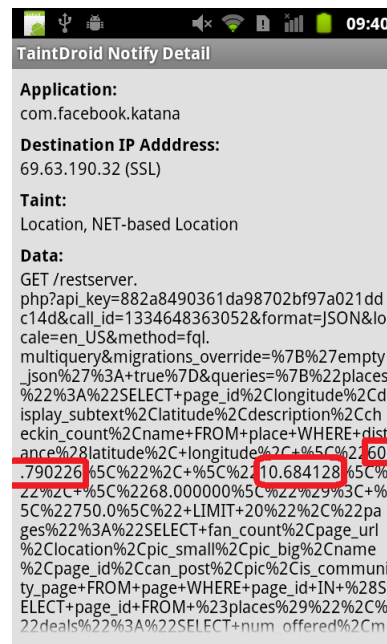 09:40
TaintDroid Notify Detail
Application:
com.facebook.katana
Destination IP Adddress:
69.63.190.32 (SSL)
Taint:
Location, NET-based Location
Data:
GET /restserver.
php?api_key=882a8490361da98702bf97a021dd
c14d&call_id=1334648363052&format=JSON&lo
cale=en_US&method=fql.
multiquery&migrations_override=%7B%27empty
_json%27%3A+true%7D&queries=%7B%22places
%22%3A%22SELECT+page_id%2Clongitude%2Cd
isplay_subtext%2Clatitude%2Cdescription%2Cch
eckin_count%2Cname+FROM+place+WHERE+dist
ance%28latitude%2C+longitude%2C+%5C%2260
.790226%5C%22%2C+%5C%2210.684128%5C%
22%2C+%5C%2268.000000%5C%22%29%3C+%
5C%22750.0%5C%22+LIMIT+20%22%2C%22pa
ges%22%3A%22SELECT+fan_count%2Cpage_url
%2Clocation%2Cpic_small%2Cpic_big%2Cname
%2Cpage_id%2Ccan_post%2Cpic%2Cis_communi
ty_page+FROM+page+WHERE+page_id+IN+%28S
ELECT+page_id+FROM+%23places%29%22%2C%
22deals%22%3A%22SELECT+num_offered%2Cm